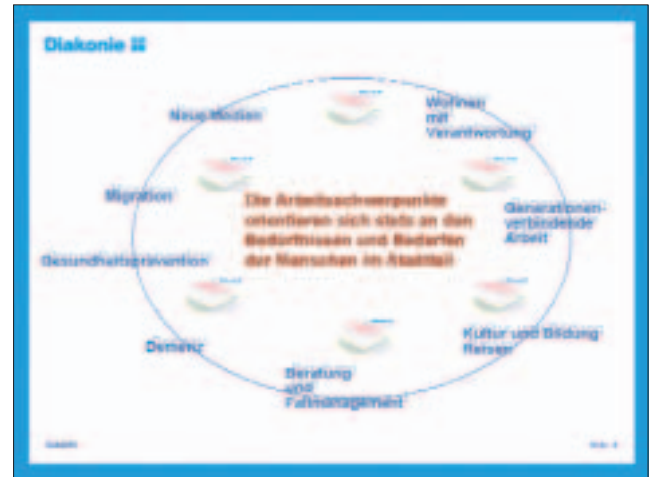 Diakonie
Neue Medien
Wohnen
mit
Verantwortung
Migration
Die Arbeitsschwerpunkte
orientieren sich stets an den
Bedürfnissen und Bedarfen
der Menschen im Stadtteil
Generationen-
verbindende
Arbeit
Gesundheitsprävention
Kultur und Bildung
Reisen
Demenz
Beratung
und
Fallmanagement